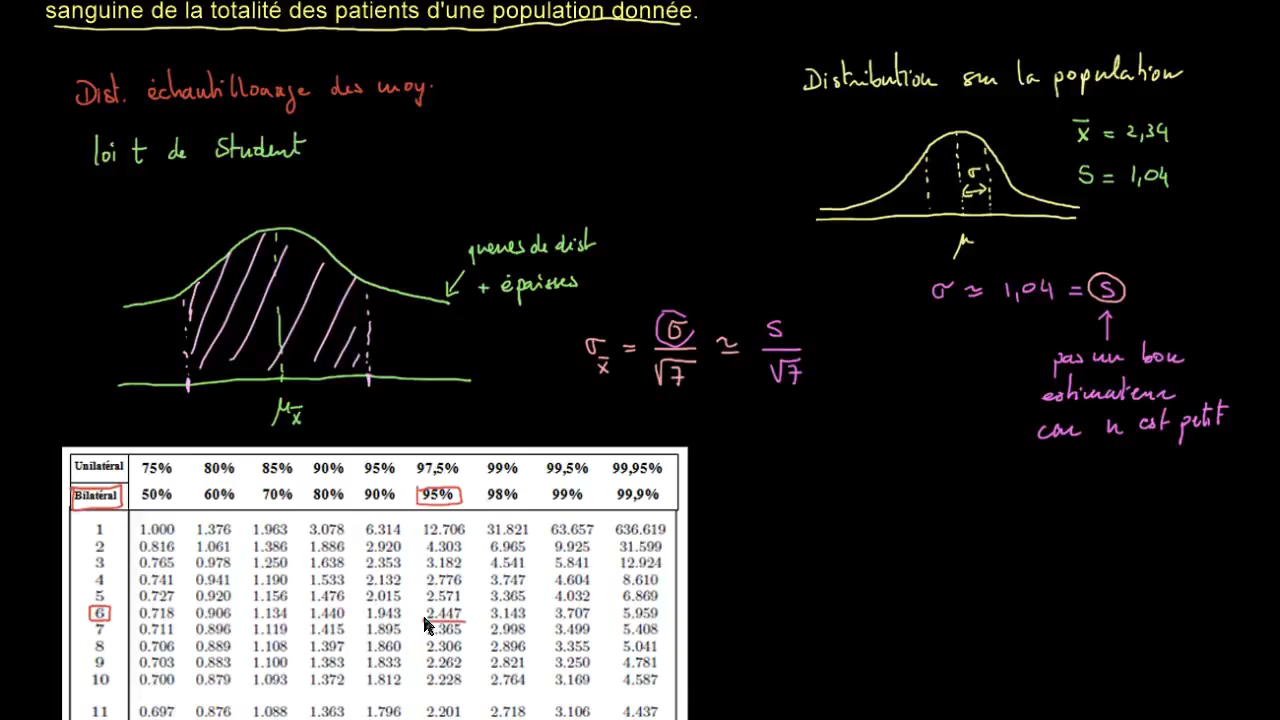 sanguine de la totalité des patients d'une population donnée.
Dist. échantillonnage des moy.
loi t de Student
Distribution sur la population
x̄ = 2,34
S = 1,04
σ
μ
queues de dist
+ épaisses
σ ≃ 1,04 = S
pas un bon
estimateur
car n est petit
σx̄ = σ/√7 ≃ S/√7
μx̄
Unilatéral 75% 80% 85% 90% 95% 97,5% 99% 99,5% 99,95%
Bilatéral 50% 60% 70% 80% 90% 95% 98% 99% 99,9%
1 1.000 1.376 1.963 3.078 6.314 12.706 31.821 63.657 636.619
2 0.816 1.061 1.386 1.886 2.920 4.303 6.965 9.925 31.599
3 0.765 0.978 1.250 1.638 2.353 3.182 4.541 5.841 12.924
4 0.741 0.941 1.190 1.533 2.132 2.776 3.747 4.604 8.610
5 0.727 0.920 1.156 1.476 2.015 2.571 3.365 4.032 6.869
6 0.718 0.906 1.134 1.440 1.943 2.447 3.143 3.707 5.959
7 0.711 0.896 1.119 1.415 1.895 2.365 2.998 3.499 5.408
8 0.706 0.889 1.108 1.397 1.860 2.306 2.896 3.355 5.041
9 0.703 0.883 1.100 1.383 1.833 2.262 2.821 3.250 4.781
10 0.700 0.879 1.093 1.372 1.812 2.228 2.764 3.169 4.587
11 0.697 0.876 1.088 1.363 1.796 2.201 2.718 3.106 4.437